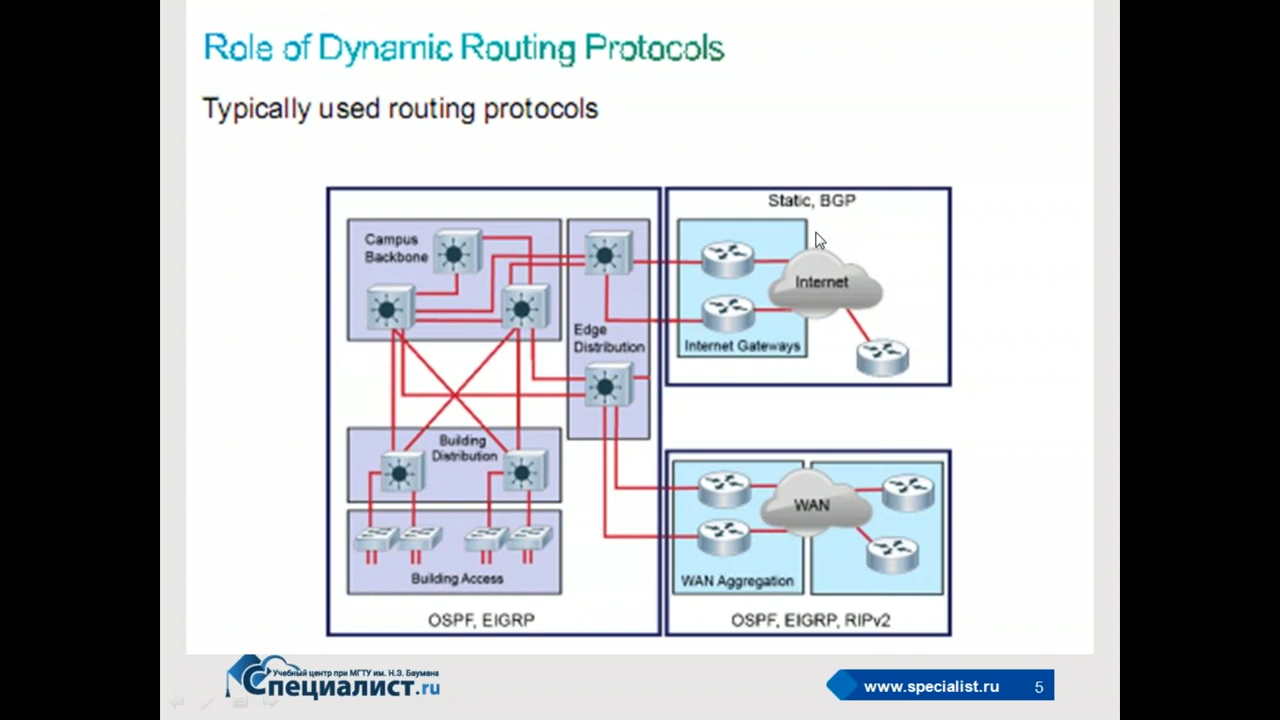 Role of Dynamic Routing Protocols
Typically used routing protocols
Static, BGP
Campus
Backbone
Internet
Edge
Distribution
Internet Gateways
Building
Distribution
WAN
Building Access
WAN Aggregation
OSPF, EIGRP
OSPF, EIGRP, RIPv2
Учебный центр при МГТУ им. Н.Э. Баумана
Специалист.ru
www.specialist.ru
5